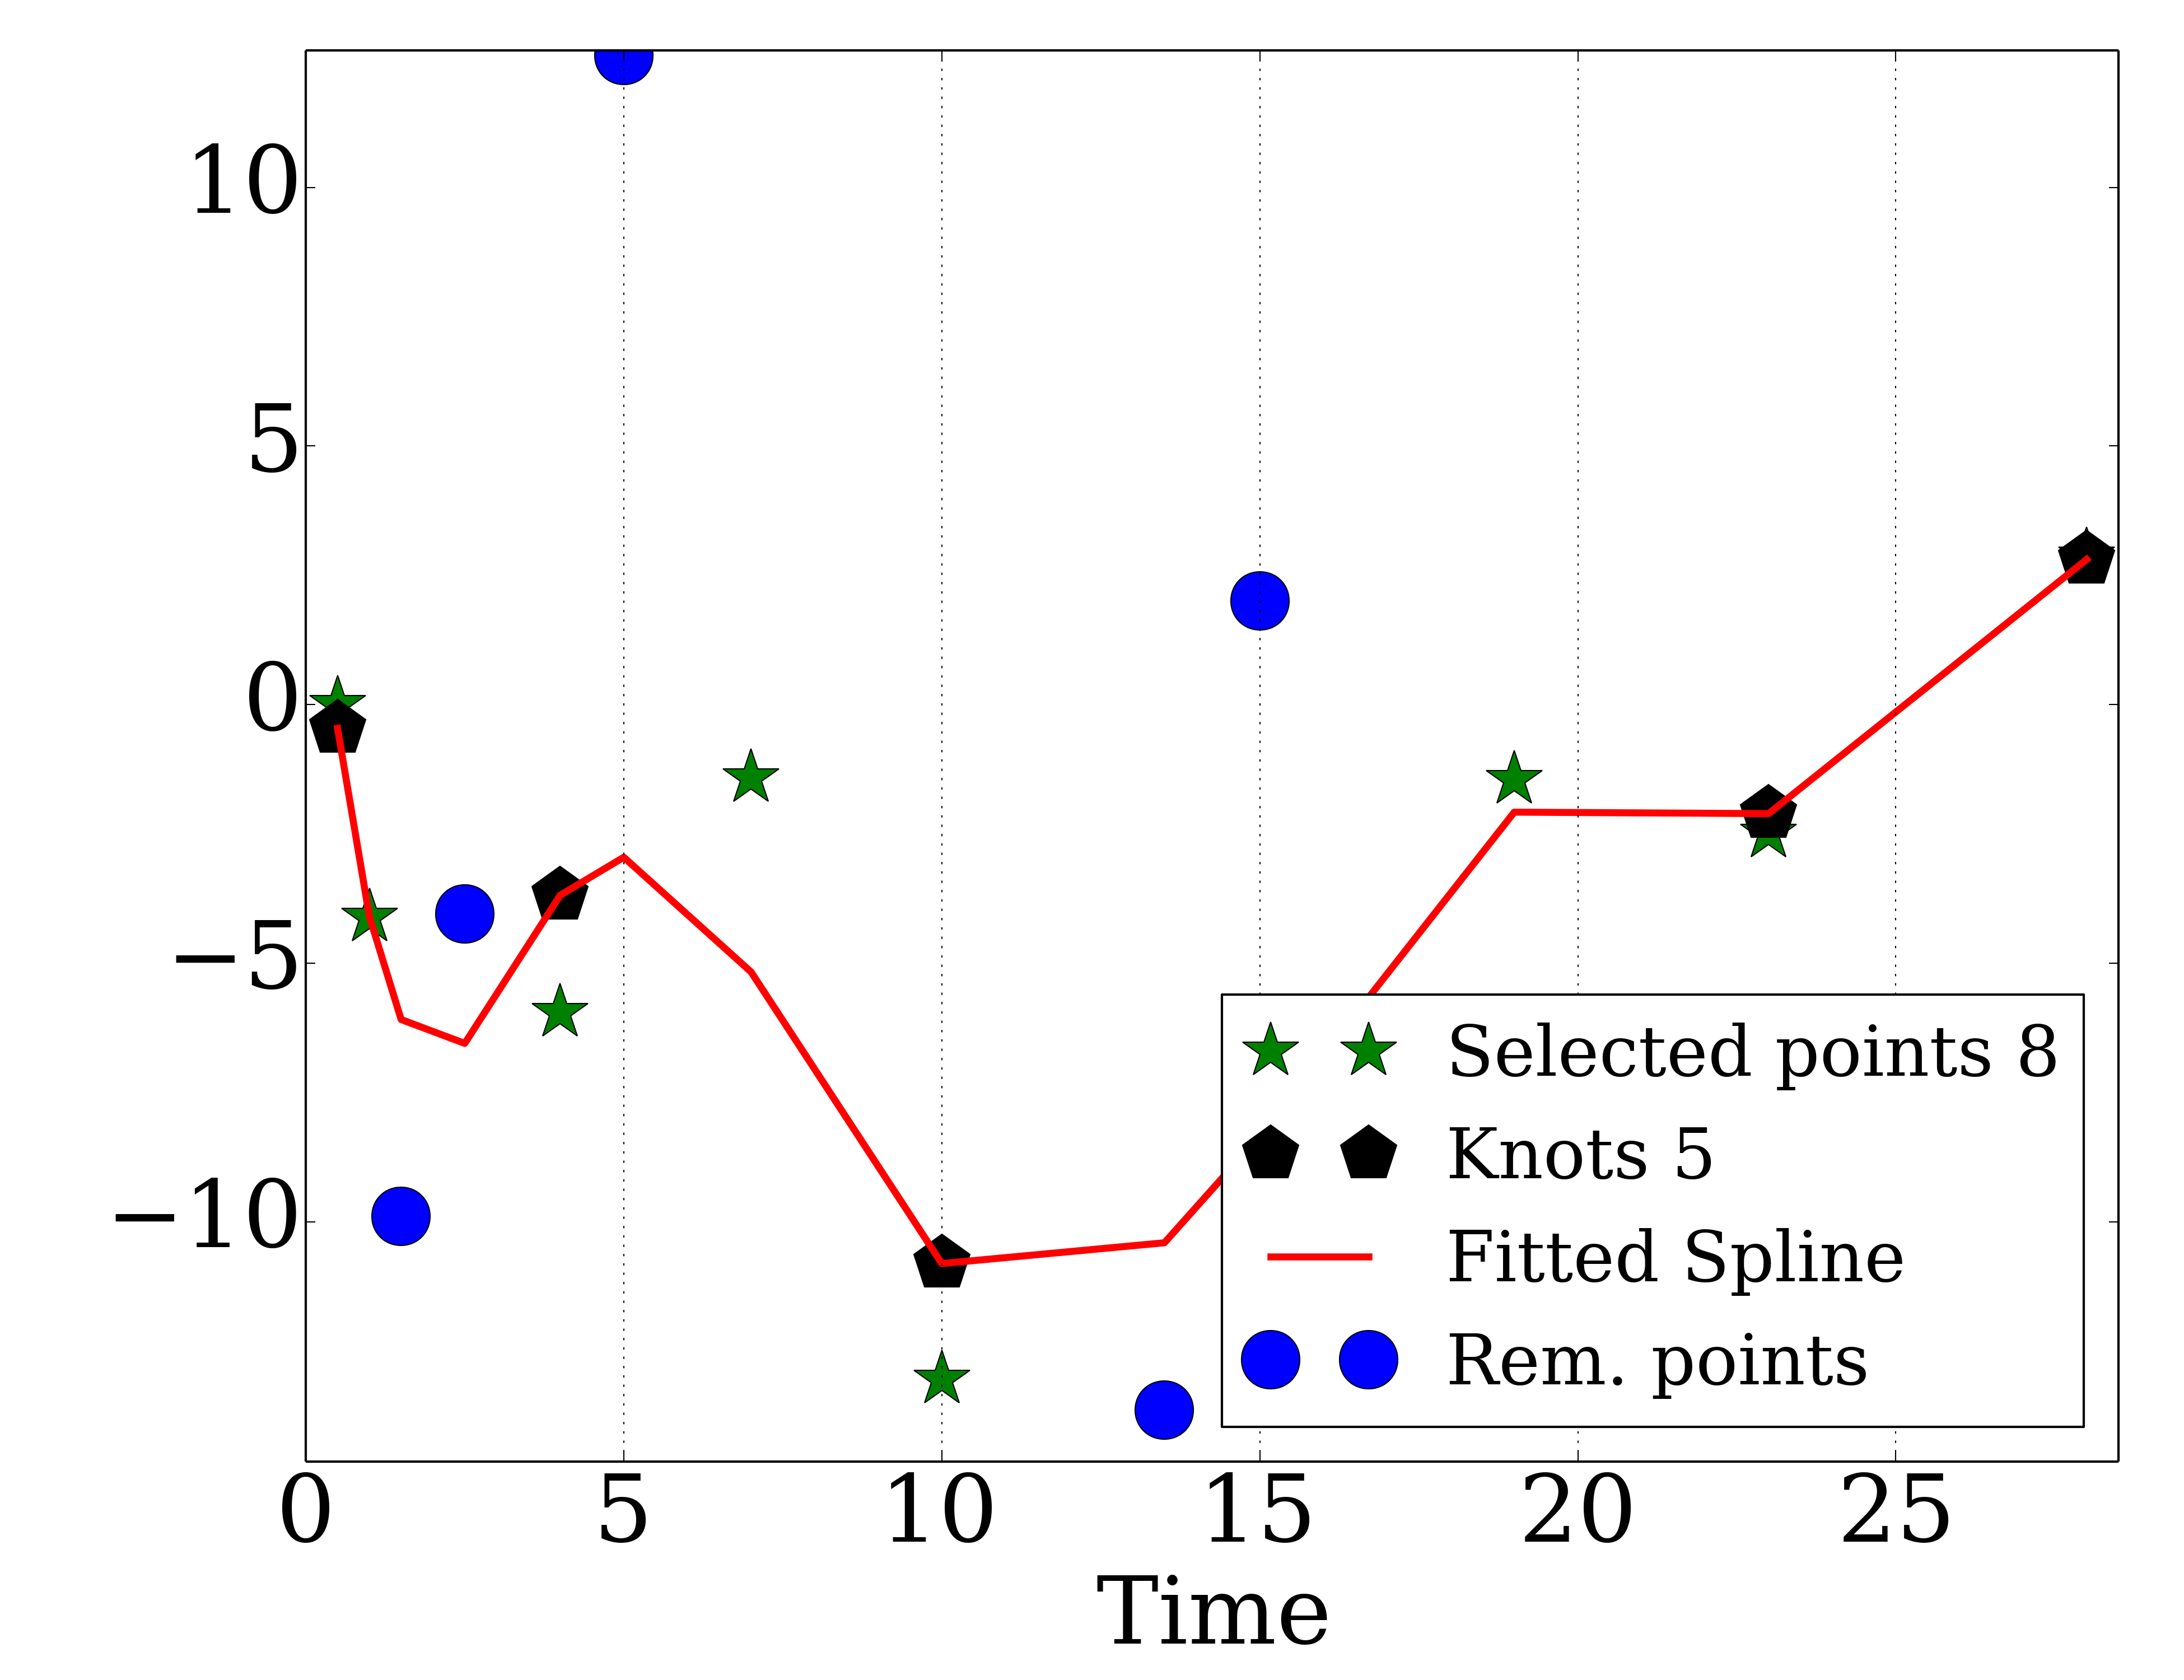 10
5
0
−5
−10
Selected points 8
Knots 5
Fitted Spline
Rem. points
0 5 10 15 20 25
Time